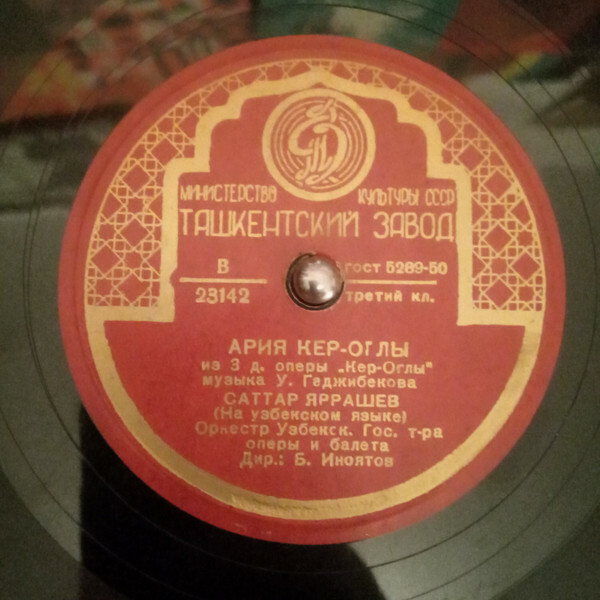 МИНИСТЕРСТВО КУЛЬТУРЫ СССР
ТАШКЕНТСКИЙ ЗАВОД
В
гост 5289-50
23142
третий кл.
АРИЯ КЕР-ОГЛЫ
из 3 д. оперы „Кер-Оглы"
музыка У. Геджибекова
САТТАР ЯРРАШЕВ
(На узбекском языке)
Оркестр Узбекск. Гос. т-ра
оперы и балета
Дир.: Б. Иноятов